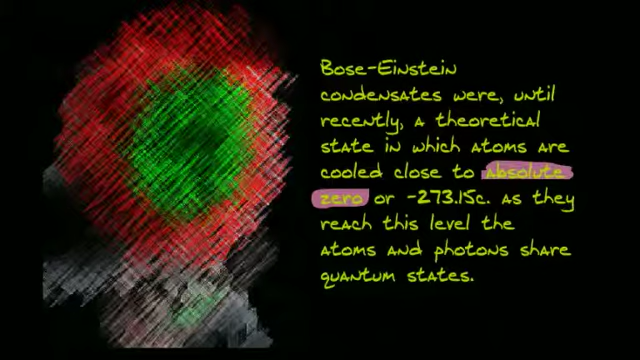 Bose-Einstein
condensates were, until
recently, a theoretical
state in which atoms are
cooled close to absolute
zero or -273.15c. as they
reach this level the
atoms and photons share
quantum states.